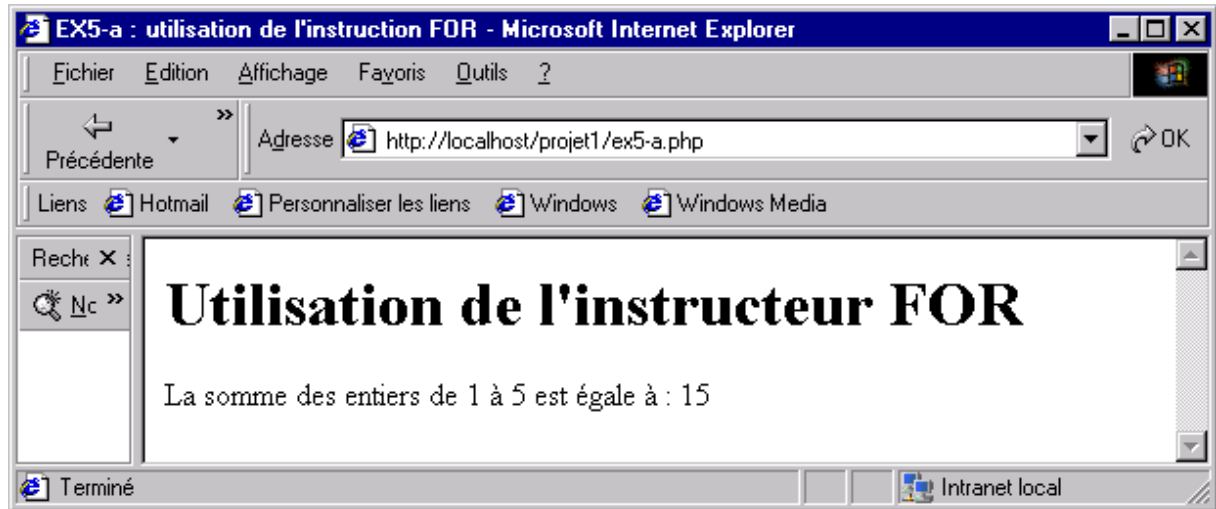 EX5-a : utilisation de l'instruction FOR - Microsoft Internet Explorer
Fichier Edition Affichage Favoris Outils ?
Précédente » Adresse http://localhost/projet1/ex5-a.php OK
Liens Hotmail Personnaliser les liens Windows Windows Media
Reche
No »
Utilisation de l'instructeur FOR
La somme des entiers de 1 à 5 est égale à : 15
Terminé Intranet local